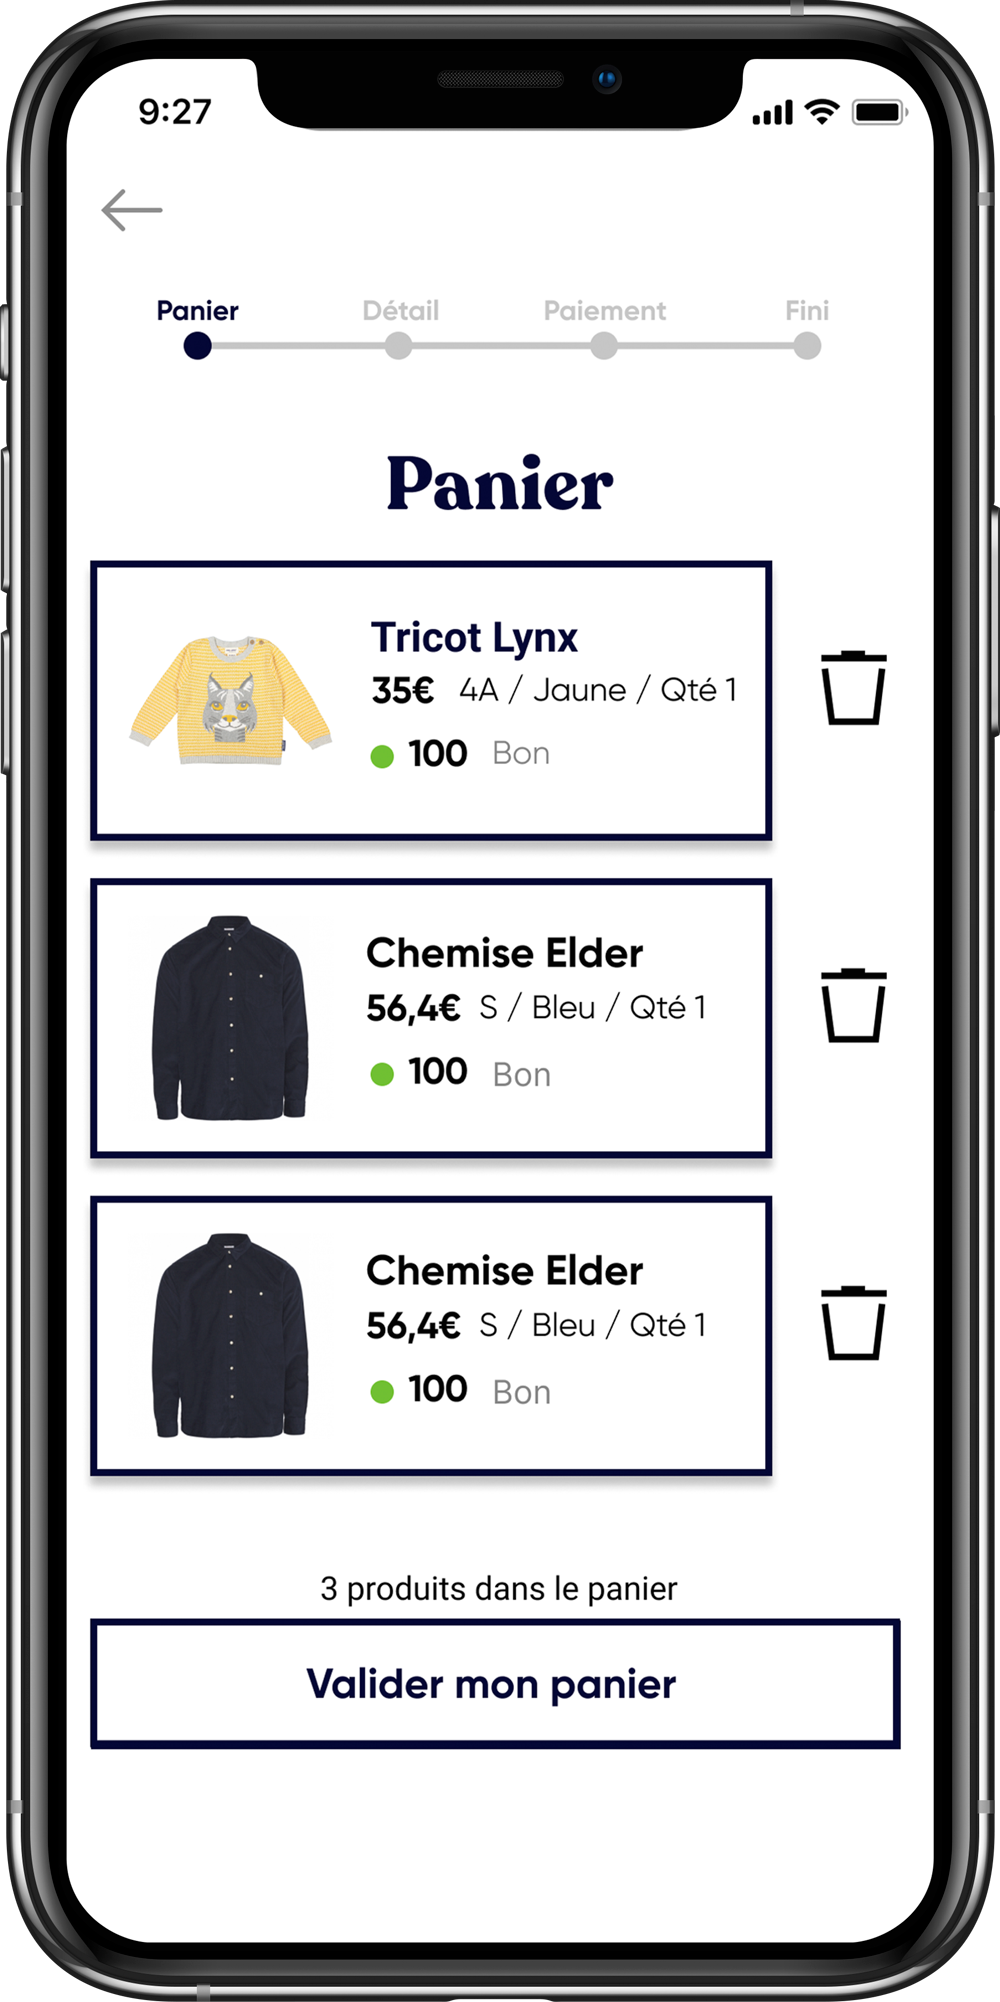 9:27
Panier Détail Paiement Fini
Panier
Tricot Lynx
35€ 4A / Jaune / Qté 1
100 Bon
Chemise Elder
56,4€ S / Bleu / Qté 1
100 Bon
Chemise Elder
56,4€ S / Bleu / Qté 1
100 Bon
3 produits dans le panier
Valider mon panier